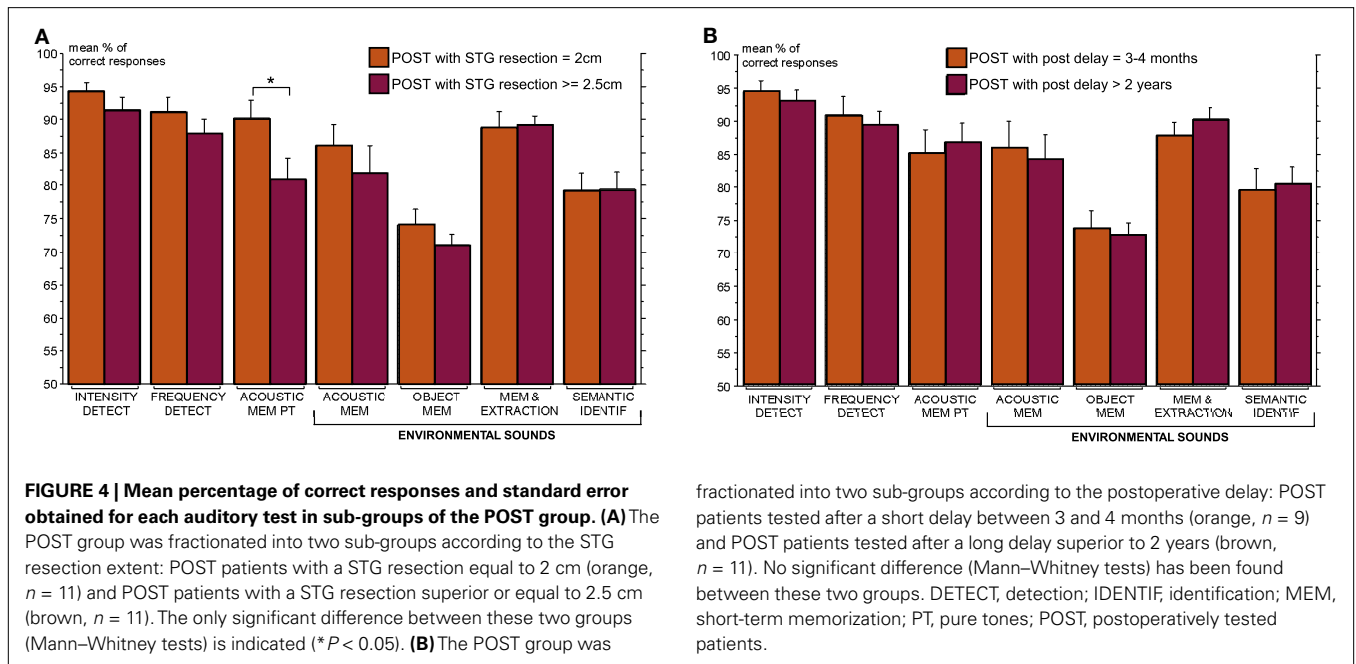 A
mean % of
correct responses
POST with STG resection = 2cm
POST with STG resection >= 2.5cm
*
100
95
90
85
80
75
70
65
60
55
50
INTENSITY
DETECT
FREQUENCY
DETECT
ACOUSTIC
MEM PT
ACOUSTIC
MEM
OBJECT
MEM
MEM &
EXTRACTION
SEMANTIC
IDENTIF
ENVIRONMENTAL SOUNDS
B
mean % of
correct responses
POST with post delay = 3-4 months
POST with post delay > 2 years
100
95
90
85
80
75
70
65
60
55
50
INTENSITY
DETECT
FREQUENCY
DETECT
ACOUSTIC
MEM PT
ACOUSTIC
MEM
OBJECT
MEM
MEM &
EXTRACTION
SEMANTIC
IDENTIF
ENVIRONMENTAL SOUNDS
FIGURE 4 | Mean percentage of correct responses and standard error
obtained for each auditory test in sub-groups of the POST group. (A) The
POST group was fractionated into two sub-groups according to the STG
resection extent: POST patients with a STG resection equal to 2 cm (orange,
n = 11) and POST patients with a STG resection superior or equal to 2.5 cm
(brown, n = 11). The only significant difference between these two groups
(Mann–Whitney tests) is indicated (*P < 0.05). (B) The POST group was
fractionated into two sub-groups according to the postoperative delay: POST
patients tested after a short delay between 3 and 4 months (orange, n = 9)
and POST patients tested after a long delay superior to 2 years (brown,
n = 11). No significant difference (Mann–Whitney tests) has been found
between these two groups. DETECT, detection; IDENTIF, identification; MEM,
short-term memorization; PT, pure tones; POST, postoperatively tested
patients.